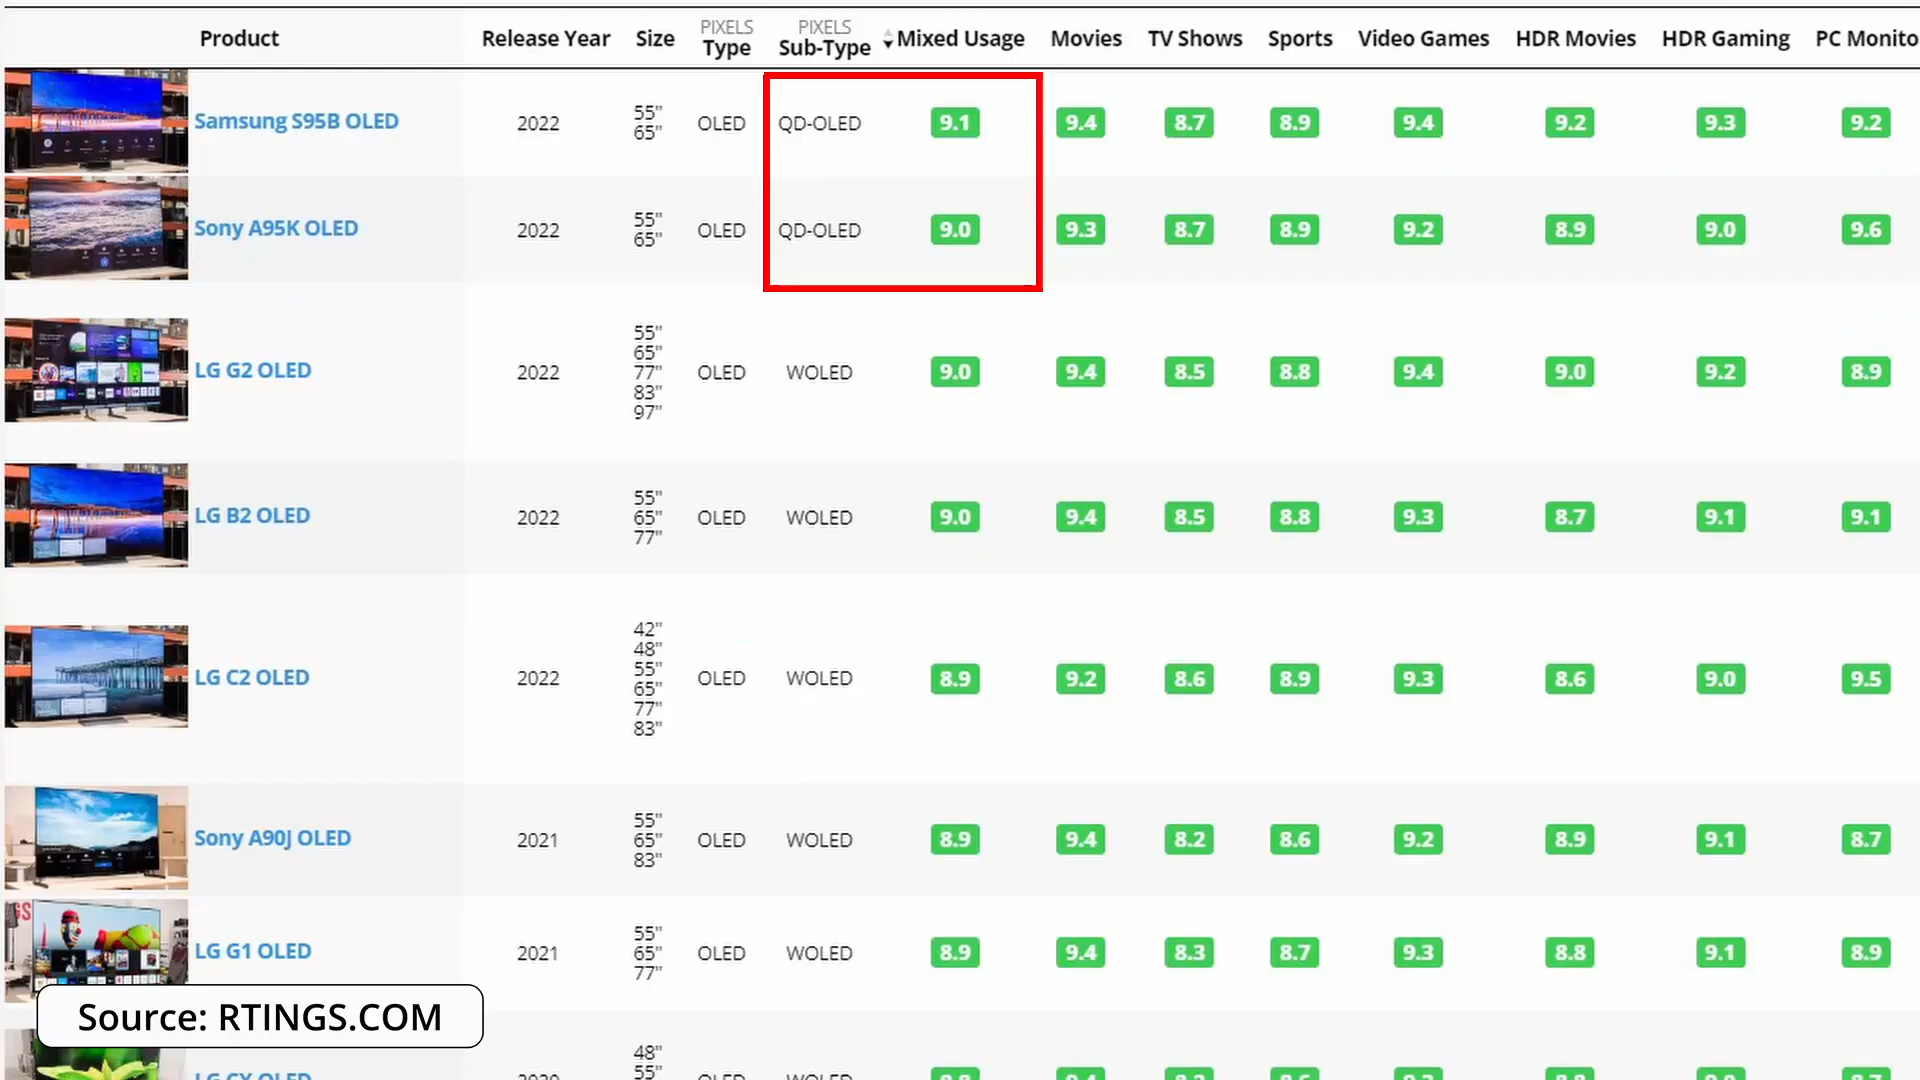 Product Release Year Size PIXELS Type PIXELS Sub-Type Mixed Usage Movies TV Shows Sports Video Games HDR Movies HDR Gaming PC Monito
Samsung S95B OLED 2022 55" 65" OLED QD-OLED 9.1 9.4 8.7 8.9 9.4 9.2 9.3 9.2
Sony A95K OLED 2022 55" 65" OLED QD-OLED 9.0 9.3 8.7 8.9 9.2 8.9 9.0 9.6
LG G2 OLED 2022 55" 65" 77" 83" 97" OLED WOLED 9.0 9.4 8.5 8.8 9.4 9.0 9.2 8.9
LG B2 OLED 2022 55" 65" 77" OLED WOLED 9.0 9.4 8.5 8.8 9.3 8.7 9.1 9.1
LG C2 OLED 2022 42" 48" 55" 65" 77" 83" OLED WOLED 8.9 9.2 8.6 8.9 9.3 8.6 9.0 9.5
Sony A90J OLED 2021 55" 65" 83" OLED WOLED 8.9 9.4 8.2 8.6 9.2 8.9 9.1 8.7
LG G1 OLED 2021 55" 65" 77" OLED WOLED 8.9 9.4 8.3 8.7 9.3 8.8 9.1 8.9
Source: RTINGS.COM
LG CX OLED 48" 55" OLED WOLED